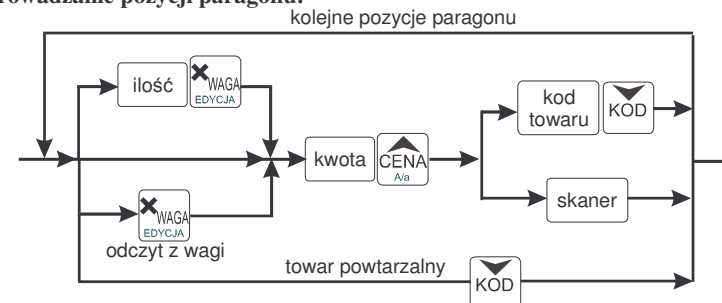 rowadzanie pozycji paragonu:
kolejne pozycje paragonu
ilość
WAGA
EDYCJA
kod
towaru
KOD
kwota
CENA
A/a
WAGA
EDYCJA
odczyt z wagi
skaner
towar powtarzalny
KOD